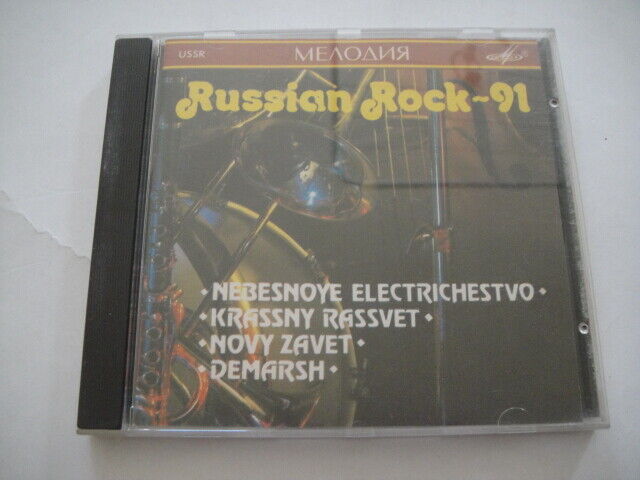 USSR МЕЛОДИЯ
Russian Rock~91
• NEBESNOYE ELECTRICHESTVO •
• KRASSNY RASSVET •
• NOVY ZAVET •
• DEMARSH •